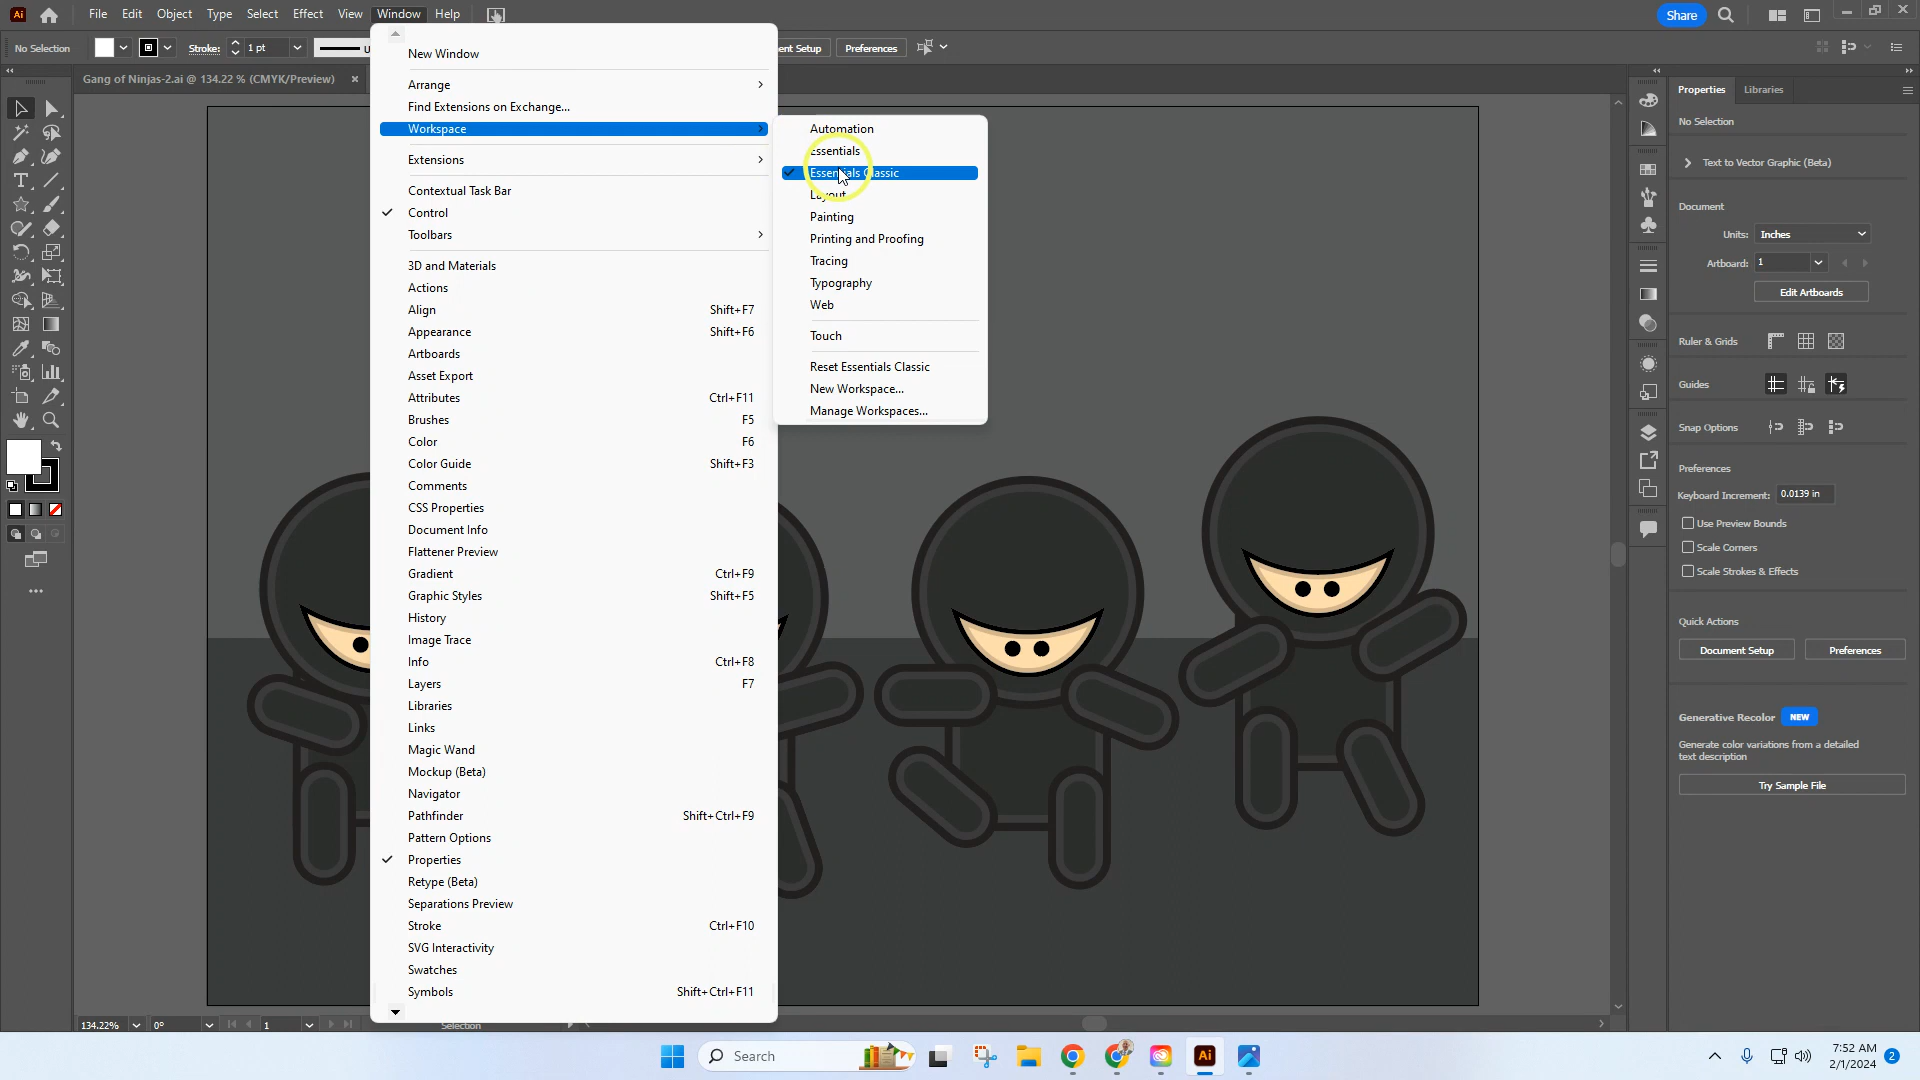 Ai File Edit Object Type Select Effect View Window Help Share
No Selection Stroke: 1 pt Preferences
Gang of Ninjas-2.ai @ 134.22 % (CMYK/Preview) ×
New Window
Arrange
Find Extensions on Exchange...
Workspace
Extensions
Contextual Task Bar
Control
Toolbars
3D and Materials
Actions
Align Shift+F7
Appearance Shift+F6
Artboards
Asset Export
Attributes Ctrl+F11
Brushes F5
Color F6
Color Guide Shift+F3
Comments
CSS Properties
Document Info
Flattener Preview
Gradient Ctrl+F9
Graphic Styles Shift+F5
History
Image Trace
Info Ctrl+F8
Layers F7
Libraries
Links
Magic Wand
Mockup (Beta)
Navigator
Pathfinder Shift+Ctrl+F9
Pattern Options
Properties
Retype (Beta)
Separations Preview
Stroke Ctrl+F10
SVG Interactivity
Swatches
Symbols Shift+Ctrl+F11
Automation
Essentials
Essentials Classic
Layout
Painting
Printing and Proofing
Tracing
Typography
Web
Touch
Reset Essentials Classic
New Workspace...
Manage Workspaces...
Properties Libraries
No Selection
Text to Vector Graphic (Beta)
Document
Units: Inches
Artboard: 1
Edit Artboards
Ruler & Grids
Guides
Snap Options
Preferences
Keyboard Increment: 0.0139 in
Use Preview Bounds
Scale Corners
Scale Strokes & Effects
Quick Actions
Document Setup Preferences
Generative Recolor NEW
Generate color variations from a detailed
text description
Try Sample File
134.22% 0° 1 Selection
Search Ai 7:52 AM
2/1/2024 2